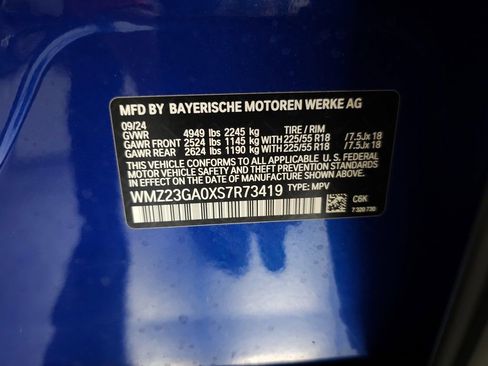 MFD BY BAYERISCHE MOTOREN WERKE AG
09/24
GVWR 4949 lbs 2245 kg TIRE / RIM
GAWR FRONT 2524 lbs 1145 kg WITH 225/55 R18 /7.5Jx 18
GAWR REAR 2624 lbs 1190 kg WITH 225/55 R18 /7.5Jx 18
THIS VEHICLE CONFORMS TO ALL APPLICABLE U. S. FEDERAL
MOTOR VEHICLE SAFETY, BUMPER, AND THEFT PREVENTION STANDARDS
IN EFFECT ON THE DATE OF MANUFACTURE SHOWN ABOVE.
WMZ23GA0XS7R73419 TYPE: MPV
C6K
7 320 730